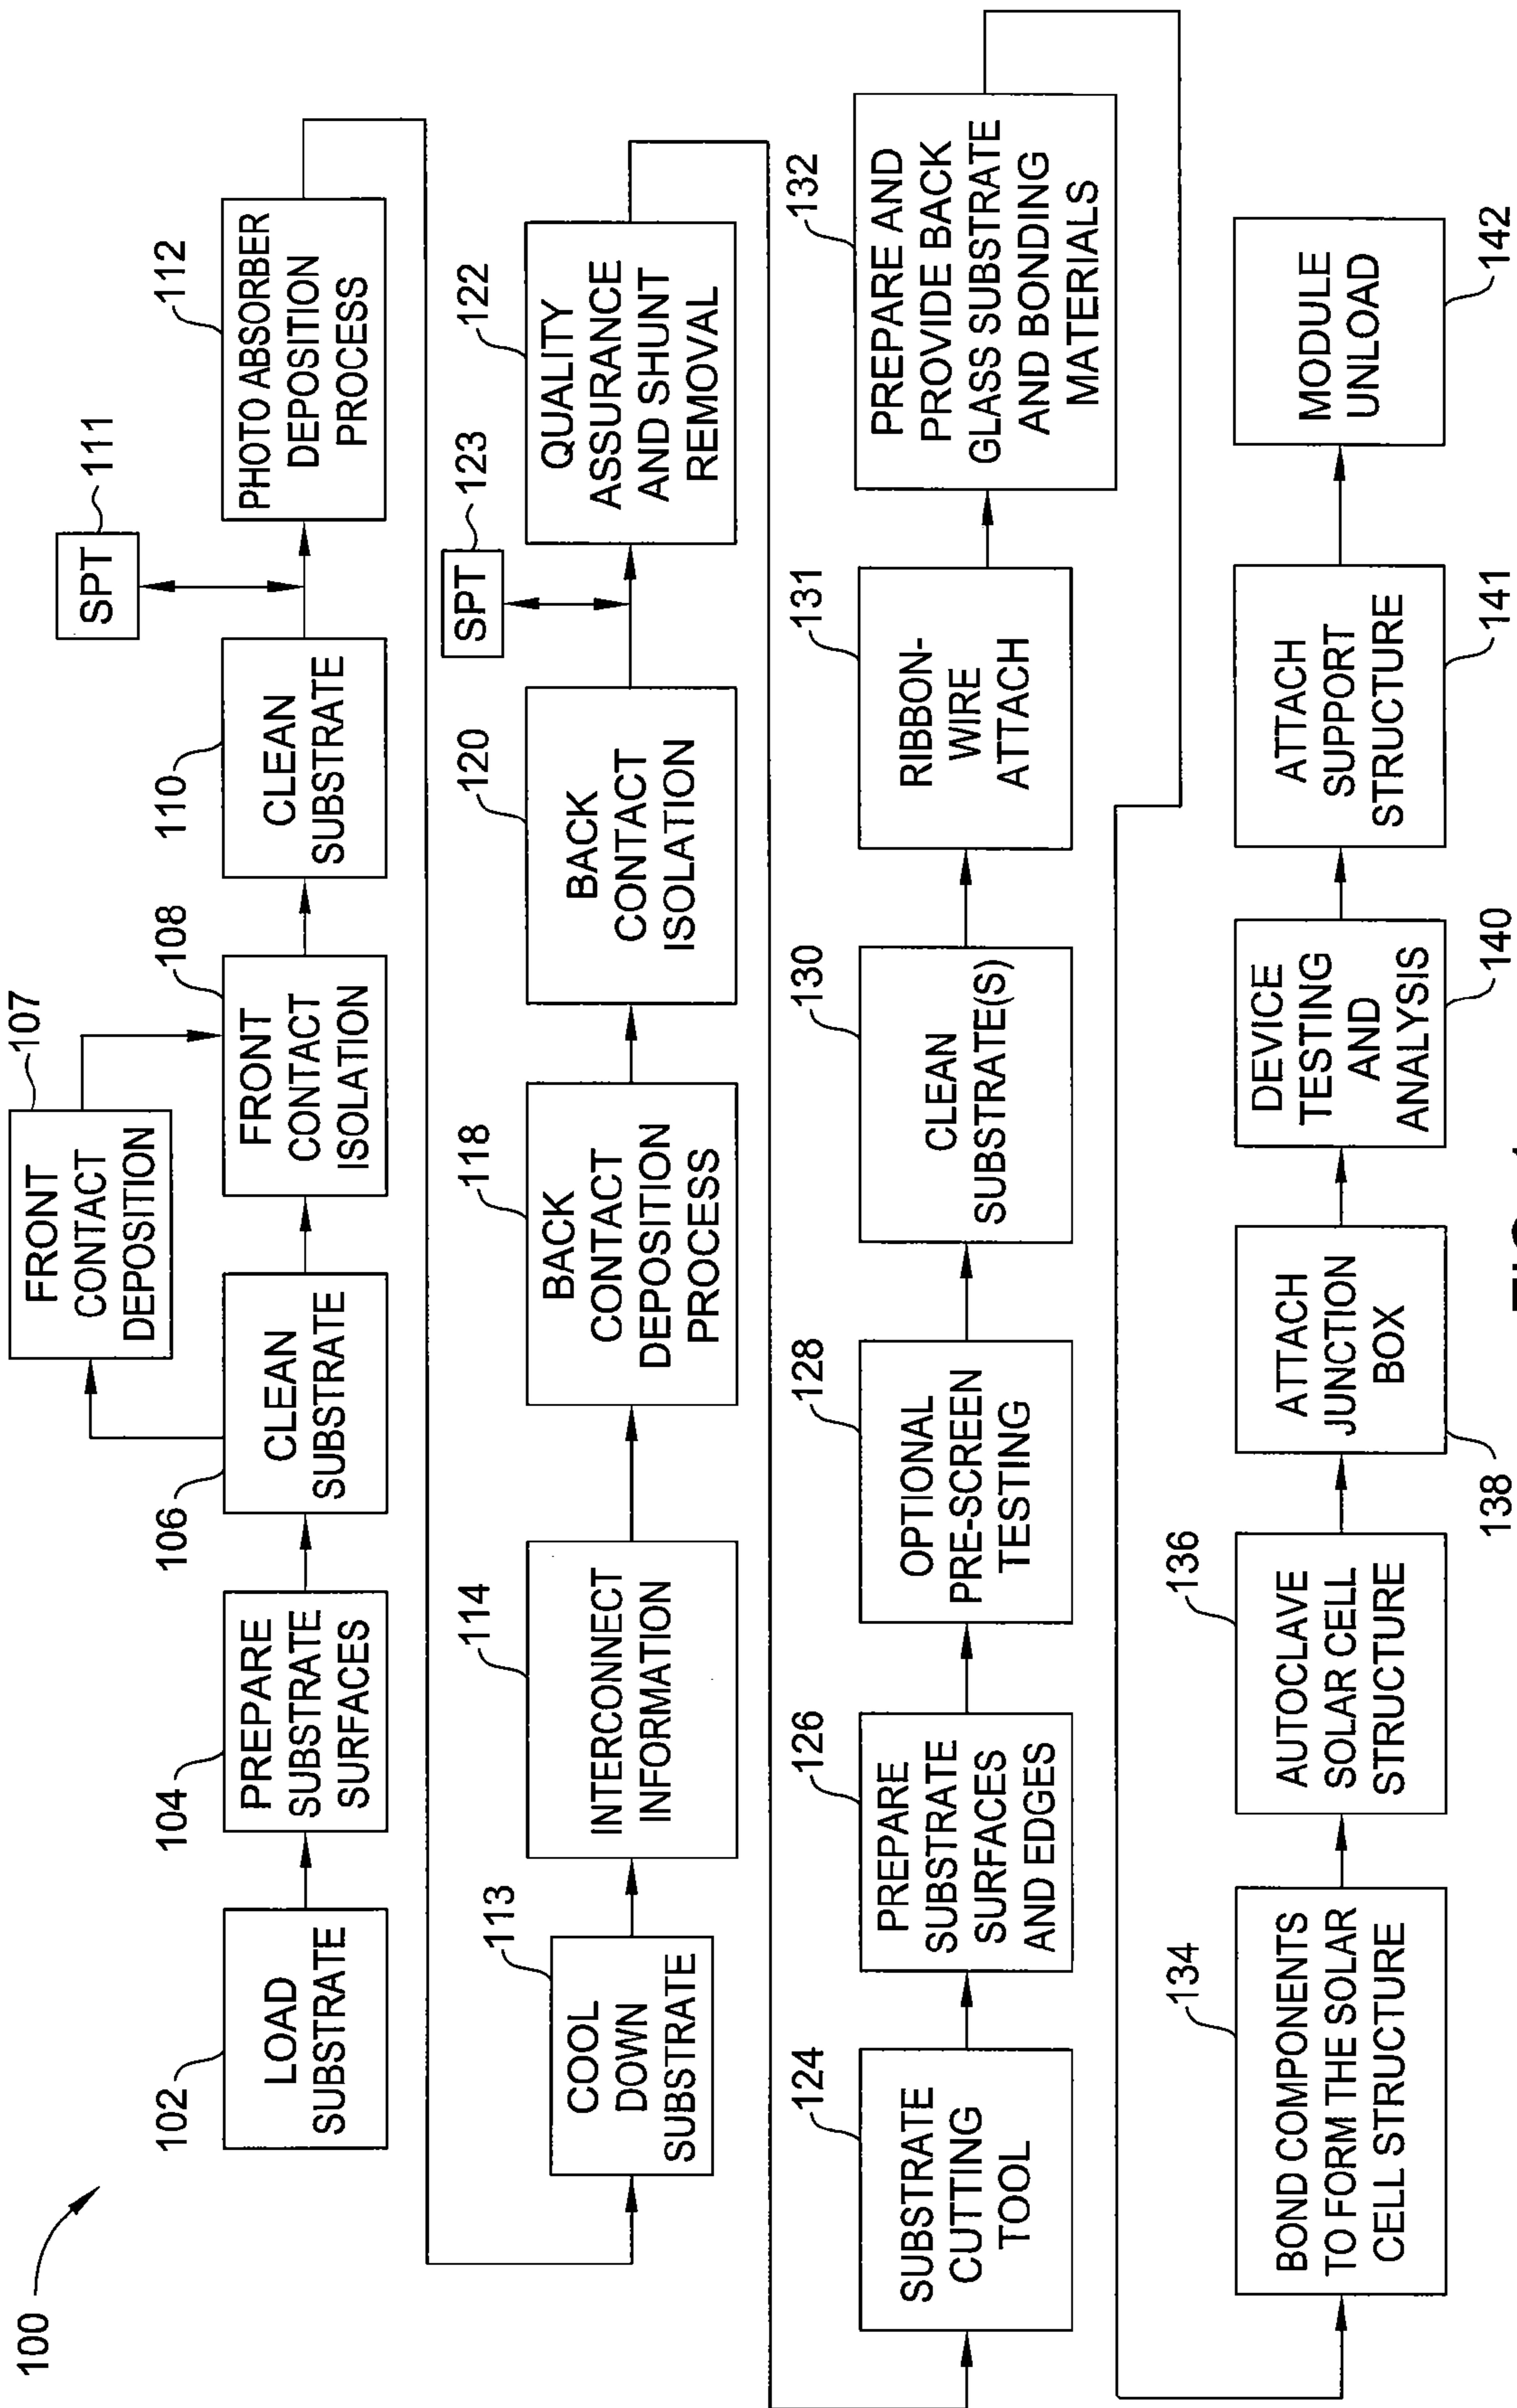 100
102
LOAD
SUBSTRATE
104
PREPARE
SUBSTRATE
SURFACES
106
CLEAN
SUBSTRATE
107
FRONT
CONTACT
DEPOSITION
108
FRONT
CONTACT
ISOLATION
110
CLEAN
SUBSTRATE
SPT
111
112
PHOTO ABSORBER
DEPOSITION
PROCESS
113
COOL
DOWN
SUBSTRATE
114
INTERCONNECT
INFORMATION
118
BACK
CONTACT
DEPOSITION
PROCESS
120
BACK
CONTACT
ISOLATION
SPT
123
122
QUALITY
ASSURANCE
AND SHUNT
REMOVAL
124
SUBSTRATE
CUTTING
TOOL
126
PREPARE
SUBSTRATE
SURFACES
AND EDGES
128
OPTIONAL
PRE-SCREEN
TESTING
130
CLEAN
SUBSTRATE(S)
131
RIBBON-
WIRE
ATTACH
132
PREPARE AND
PROVIDE BACK
GLASS SUBSTRATE
AND BONDING
MATERIALS
134
BOND COMPONENTS
TO FORM THE SOLAR
CELL STRUCTURE
136
AUTOCLAVE
SOLAR CELL
STRUCTURE
ATTACH
JUNCTION
BOX
138
DEVICE
TESTING
AND
ANALYSIS
140
ATTACH
SUPPORT
STRUCTURE
141
MODULE
UNLOAD
142